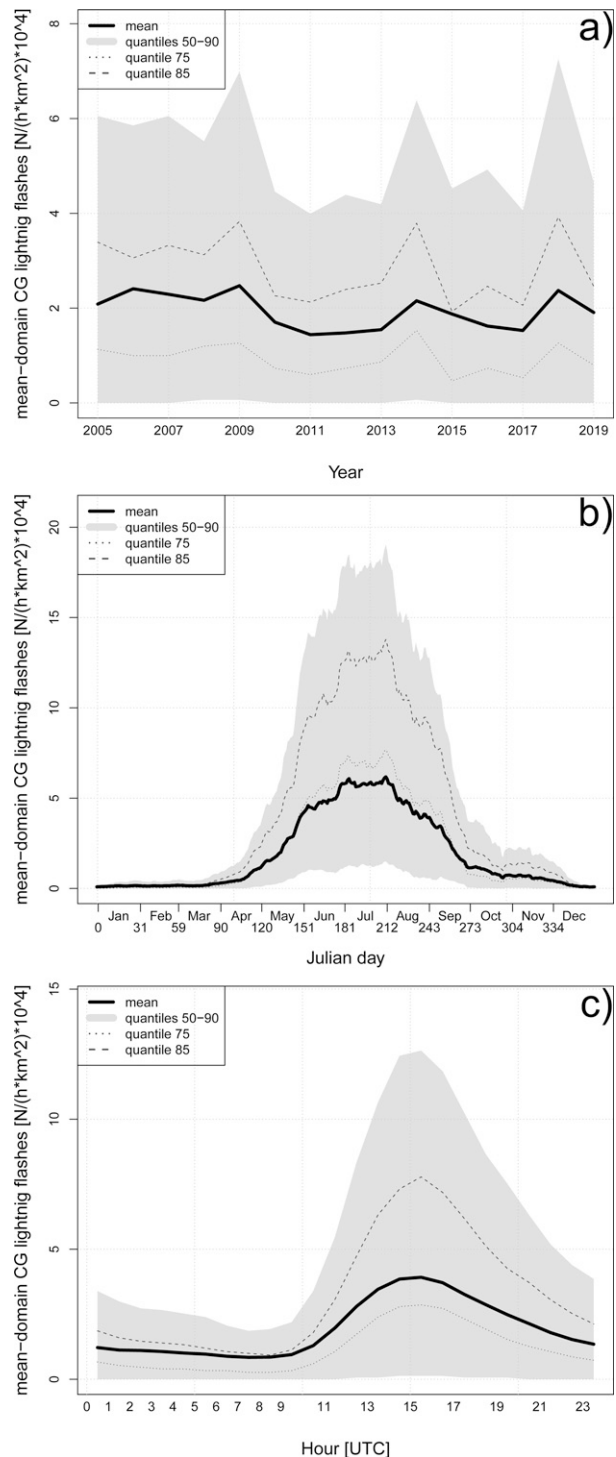 a)
mean
quantiles 50-90
quantile 75
quantile 85
mean-domain CG lightnig flashes [N/(h*km^2)*10^4]
8
6
4
2
0
2005 2007 2009 2011 2013 2015 2017 2019
Year
b)
mean
quantiles 50-90
quantile 75
quantile 85
mean-domain CG lightnig flashes [N/(h*km^2)*10^4]
20
15
10
5
0
Jan Feb Mar Apr May Jun Jul Aug Sep Oct Nov Dec
0 31 59 90 120 151 181 212 243 273 304 334
Julian day
c)
mean
quantiles 50-90
quantile 75
quantile 85
mean-domain CG lightnig flashes [N/(h*km^2)*10^4]
15
10
5
0
0 1 2 3 4 5 6 7 8 9 11 13 15 17 19 21 23
Hour [UTC]